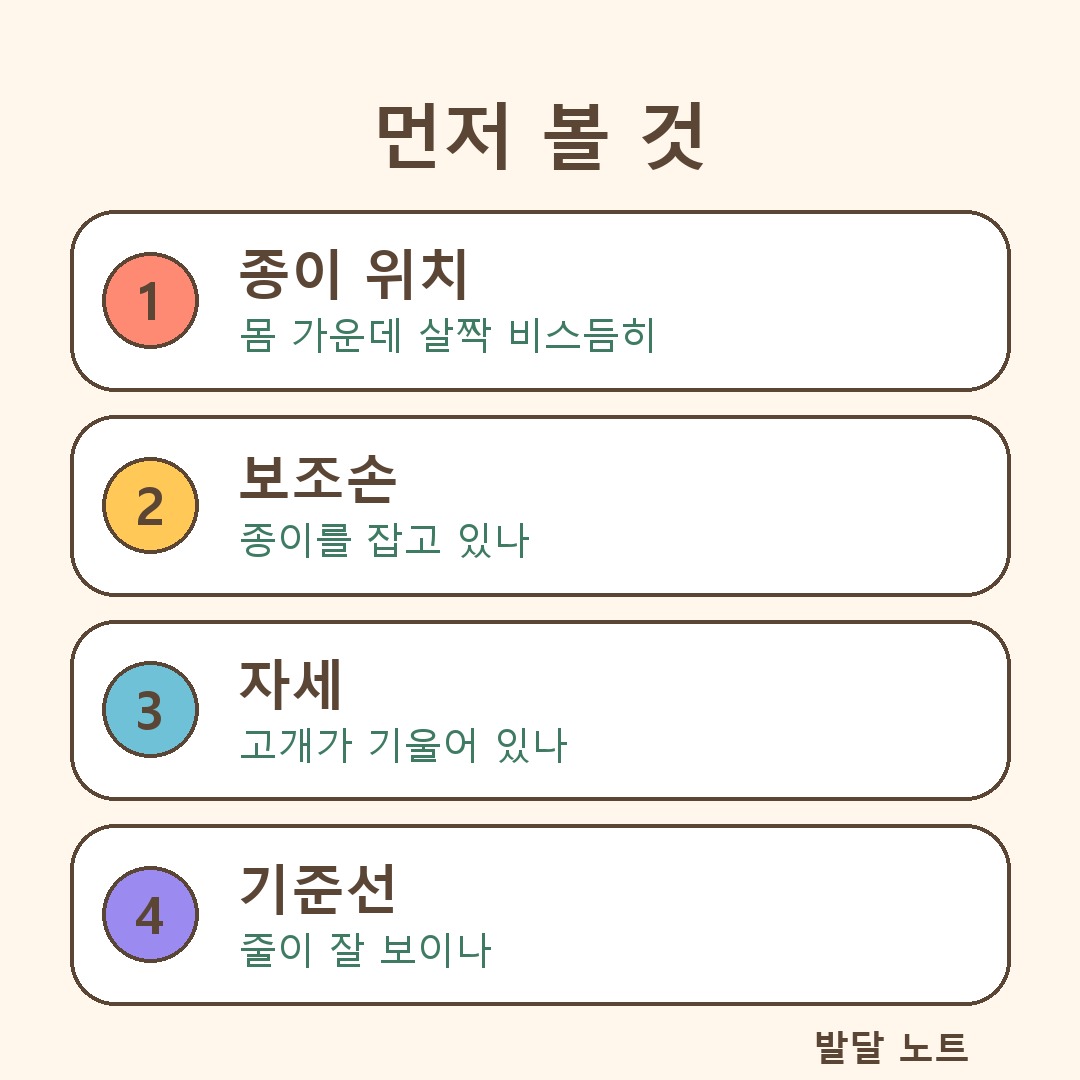 먼저 볼 것
1
종이 위치
몸 가운데 살짝 비스듬히
2
보조손
종이를 잡고 있나
3
자세
고개가 기울어 있나
4
기준선
줄이 잘 보이나
발달 노트